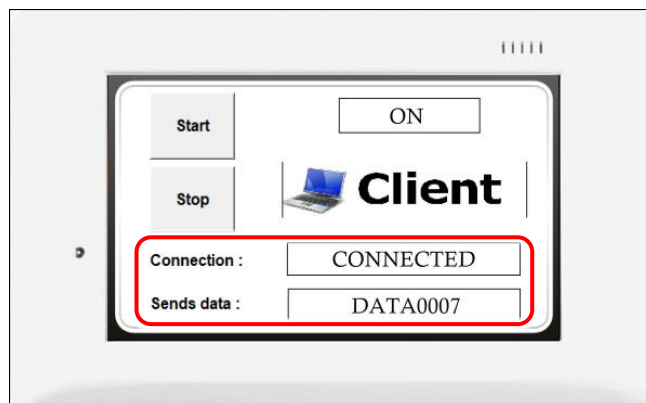 Start
ON
Stop
Client
Connection :
CONNECTED
Sends data :
DATA0007